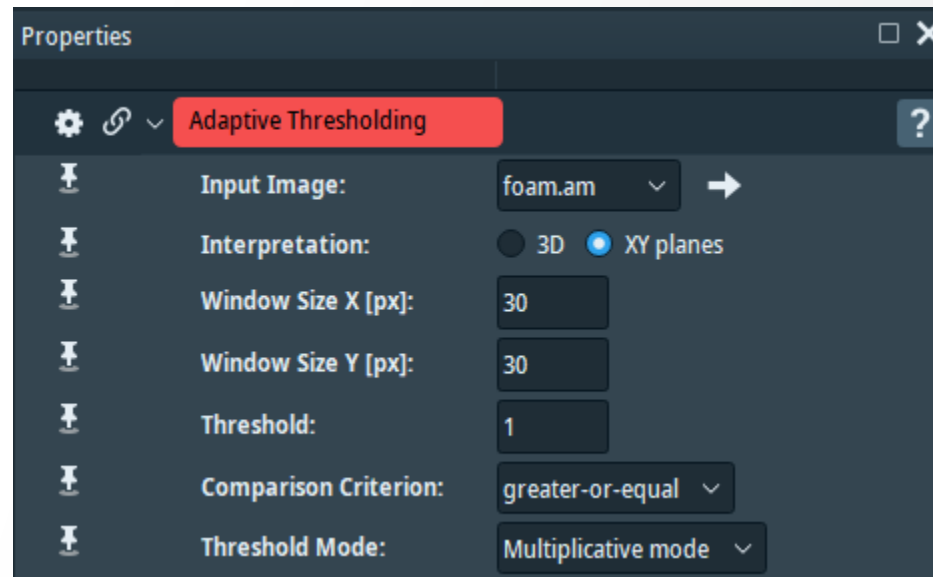 Properties
Adaptive Thresholding
?
Input Image: foam.am
Interpretation: 3D XY planes
Window Size X [px]: 30
Window Size Y [px]: 30
Threshold: 1
Comparison Criterion: greater-or-equal
Threshold Mode: Multiplicative mode